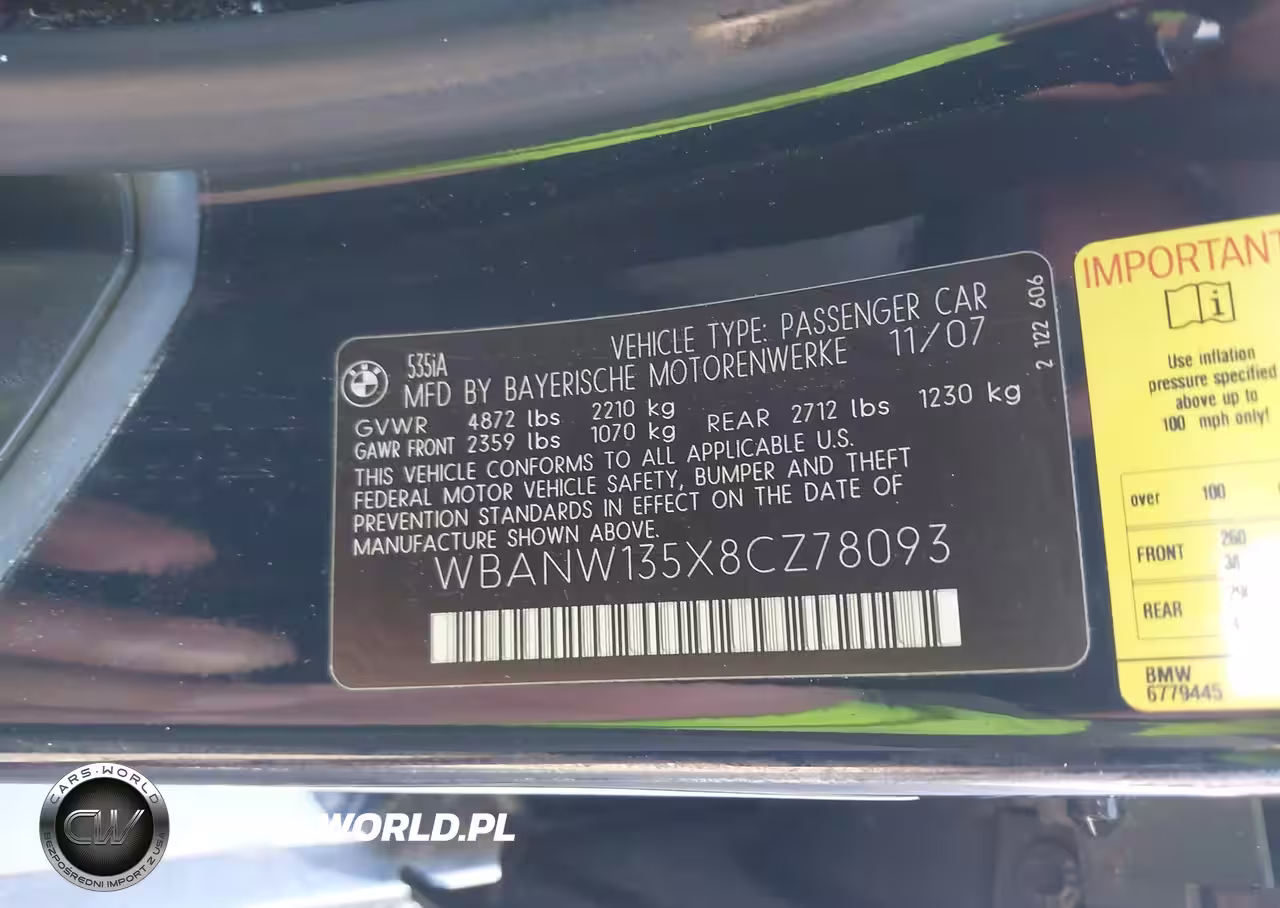 535iA
VEHICLE TYPE: PASSENGER CAR
MFD BY BAYERISCHE MOTORENWERKE 11/07
GVWR 4872 lbs 2210 kg
GAWR FRONT 2359 lbs 1070 kg REAR 2712 lbs 1230 kg
THIS VEHICLE CONFORMS TO ALL APPLICABLE U.S.
FEDERAL MOTOR VEHICLE SAFETY, BUMPER AND THEFT
PREVENTION STANDARDS IN EFFECT ON THE DATE OF
MANUFACTURE SHOWN ABOVE.
WBANW135X8CZ78093
2 122 606
IMPORTANT
i
Use inflation
pressure specified
above up to
100 mph only!
over 100
FRONT 260
REAR
BMW
6779445
CARS-WORLD
CW
BEZPOŚREDNI IMPORT Z USA
WORLD.PL